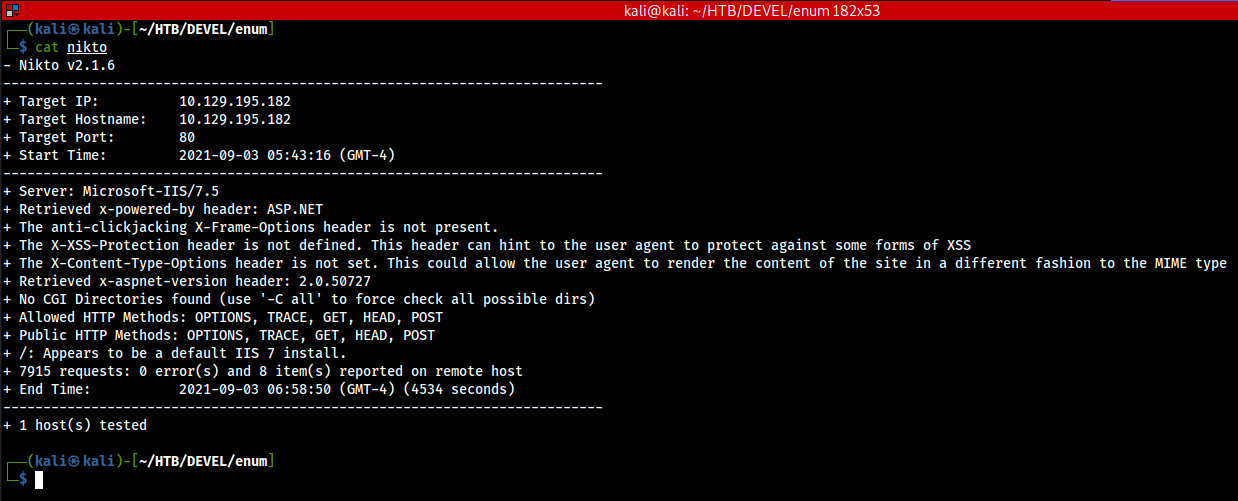 kali@kali: ~/HTB/DEVEL/enum 182x53
┌──(kali㉿kali)-[~/HTB/DEVEL/enum]
└─$ cat nikto
- Nikto v2.1.6
---------------------------------------------------------------------------
+ Target IP:          10.129.195.182
+ Target Hostname:    10.129.195.182
+ Target Port:        80
+ Start Time:         2021-09-03 05:43:16 (GMT-4)
---------------------------------------------------------------------------
+ Server: Microsoft-IIS/7.5
+ Retrieved x-powered-by header: ASP.NET
+ The anti-clickjacking X-Frame-Options header is not present.
+ The X-XSS-Protection header is not defined. This header can hint to the user agent to protect against some forms of XSS
+ The X-Content-Type-Options header is not set. This could allow the user agent to render the content of the site in a different fashion to the MIME type
+ Retrieved x-aspnet-version header: 2.0.50727
+ No CGI Directories found (use '-C all' to force check all possible dirs)
+ Allowed HTTP Methods: OPTIONS, TRACE, GET, HEAD, POST
+ Public HTTP Methods: OPTIONS, TRACE, GET, HEAD, POST
+ /: Appears to be a default IIS 7 install.
+ 7915 requests: 0 error(s) and 8 item(s) reported on remote host
+ End Time:           2021-09-03 06:58:50 (GMT-4) (4534 seconds)
---------------------------------------------------------------------------
+ 1 host(s) tested
┌──(kali㉿kali)-[~/HTB/DEVEL/enum]
└─$